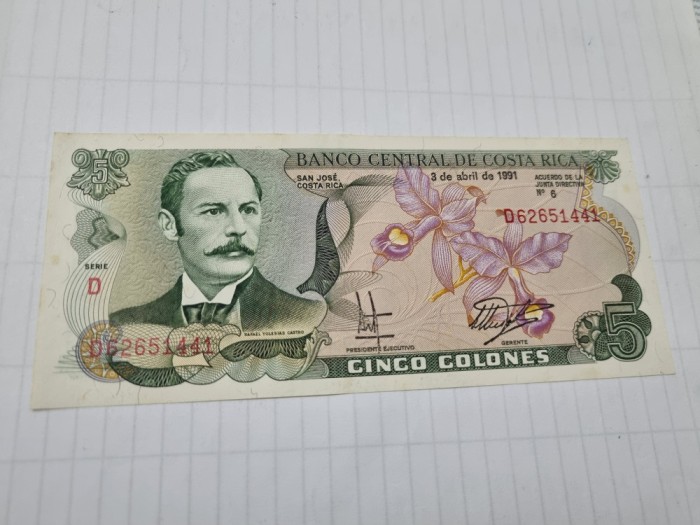 5
BANCO CENTRAL DE COSTA RICA
SAN JOSÉ,
COSTA RICA
3 de abril de 1991
ACUERDO DE LA
JUNTA DIRECTIVA
Nº 6
D62651441
SERIE
D
D62651441
RAFAEL YGLESIAS CASTRO
PRESIDENTE EJECUTIVO
GERENTE
CINCO COLONES
5